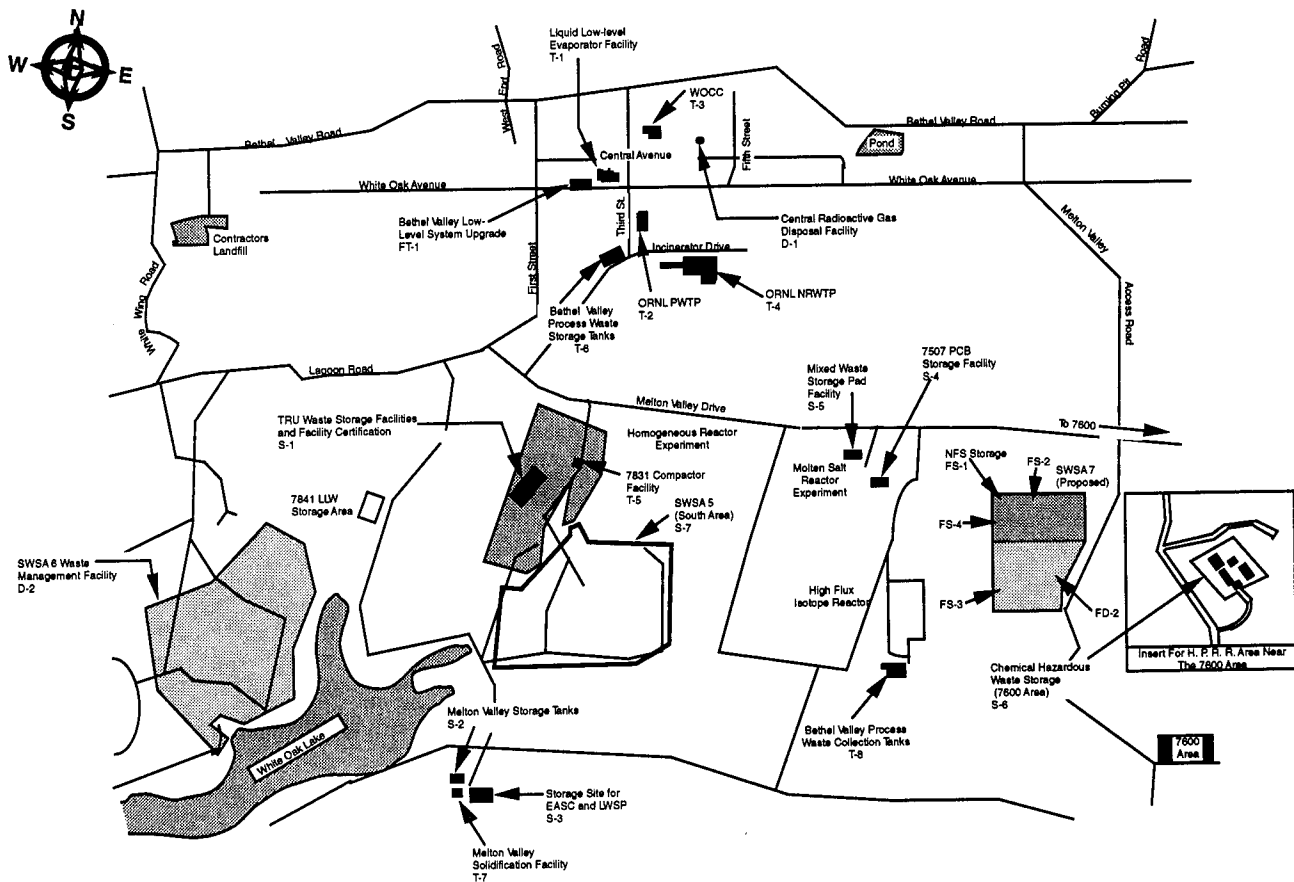 N
W
E
S
Liquid Low-level
Evaporator Facility
T-1
West End Road
WOCC
T-3
Road
Burning Pit
Bethel Valley Road
Bethel Valley Road
Fifth Street
Pond
Central Avenue
White Oak Avenue
White Oak Avenue
Contractors
Landfill
Bethel Valley Low-
Level System Upgrade
FT-1
Third St.
Central Radioactive Gas
Disposal Facility
D-1
Melton Valley
Access Road
First Street
Incinerator Drive
White Wing Road
ORNL PWTP
T-2
ORNL NRWTP
T-4
Bethel Valley
Process Waste
Storage Tanks
T-6
Lagoon Road
Mixed Waste
Storage Pad
Facility
S-5
7507 PCB
Storage Facility
S-4
Melton Valley Drive
TRU Waste Storage Facilities
and Facility Certification
S-1
Homogeneous Reactor
Experiment
To 7600
7831 Compactor
Facility
T-5
Molten Salt
Reactor
Experiment
NFS Storage
FS-1
FS-2
SWSA 7
(Proposed)
7841 LLW
Storage Area
SWSA 5
(South Area)
S-7
FS-4
SWSA 6 Waste
Management Facility
D-2
High Flux
Isotope Reactor
FS-3
FD-2
Insert For H. P. R. R. Area Near
The 7600 Area
Chemical Hazardous
Waste Storage
(7600 Area)
S-6
Melton Valley Storage Tanks
S-2
Bethel Valley Process
Waste Collection Tanks
T-8
White Oak Lake
7600
Area
Storage Site for
EASC and LWSP
S-3
Melton Valley
Solidification Facility
T-7